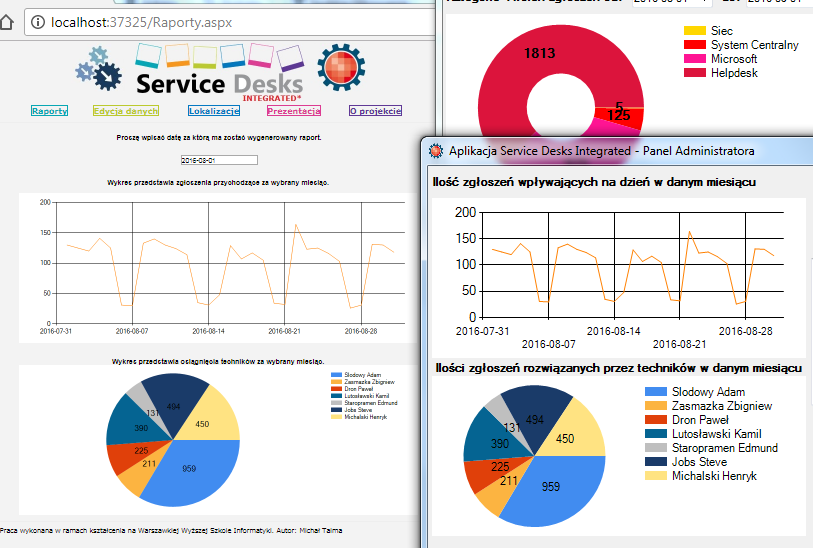 localhost:37325/Raporty.aspx
Service Desks
INTEGRATED*
Raporty Edycja danych Lokalizacje Prezentacja O projekcie
Proszę wpisać datę za którą ma zostać wygenerowany raport.
2016-08-01
Wykres przedstawia zgłoszenia przychodzące za wybrany miesiąc.
200
150
100
50
0
2016-07-31 2016-08-07 2016-08-14 2016-08-21 2016-08-28
Wykres przedstawia osiągnięcia techników za wybrany miesiąc.
Słodowy Adam
Zasmazka Zbigniew
Dron Paweł
Lutosławski Kamil
Staropramen Edmund
Jobs Steve
Michalski Henryk
494
131
450
390
225
211
959
Praca wykonana w ramach kształcenia na Warszawskiej Wyższej Szkole Informatyki. Autor: Michał Taima
1813
5
125
Siec
System Centralny
Microsoft
Helpdesk
Aplikacja Service Desks Integrated - Panel Administratora
Ilość zgłoszeń wpływających na dzień w danym miesiącu
200
150
100
50
0
2016-07-31 2016-08-14 2016-08-28
2016-08-07 2016-08-21
Ilości zgłoszeń rozwiązanych przez techników w danym miesiącu
Słodowy Adam
Zasmazka Zbigniew
Dron Paweł
Lutosławski Kamil
Staropramen Edmund
Jobs Steve
Michalski Henryk
494
131
450
390
225
211
959